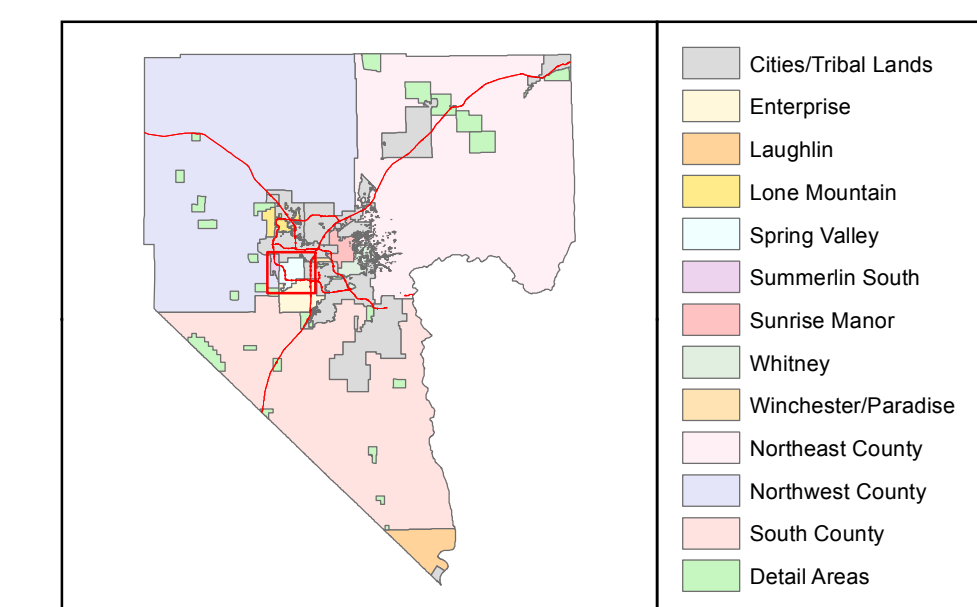 Cities/Tribal Lands
Enterprise
Laughlin
Lone Mountain
Spring Valley
Summerlin South
Sunrise Manor
Whitney
Winchester/Paradise
Northeast County
Northwest County
South County
Detail Areas